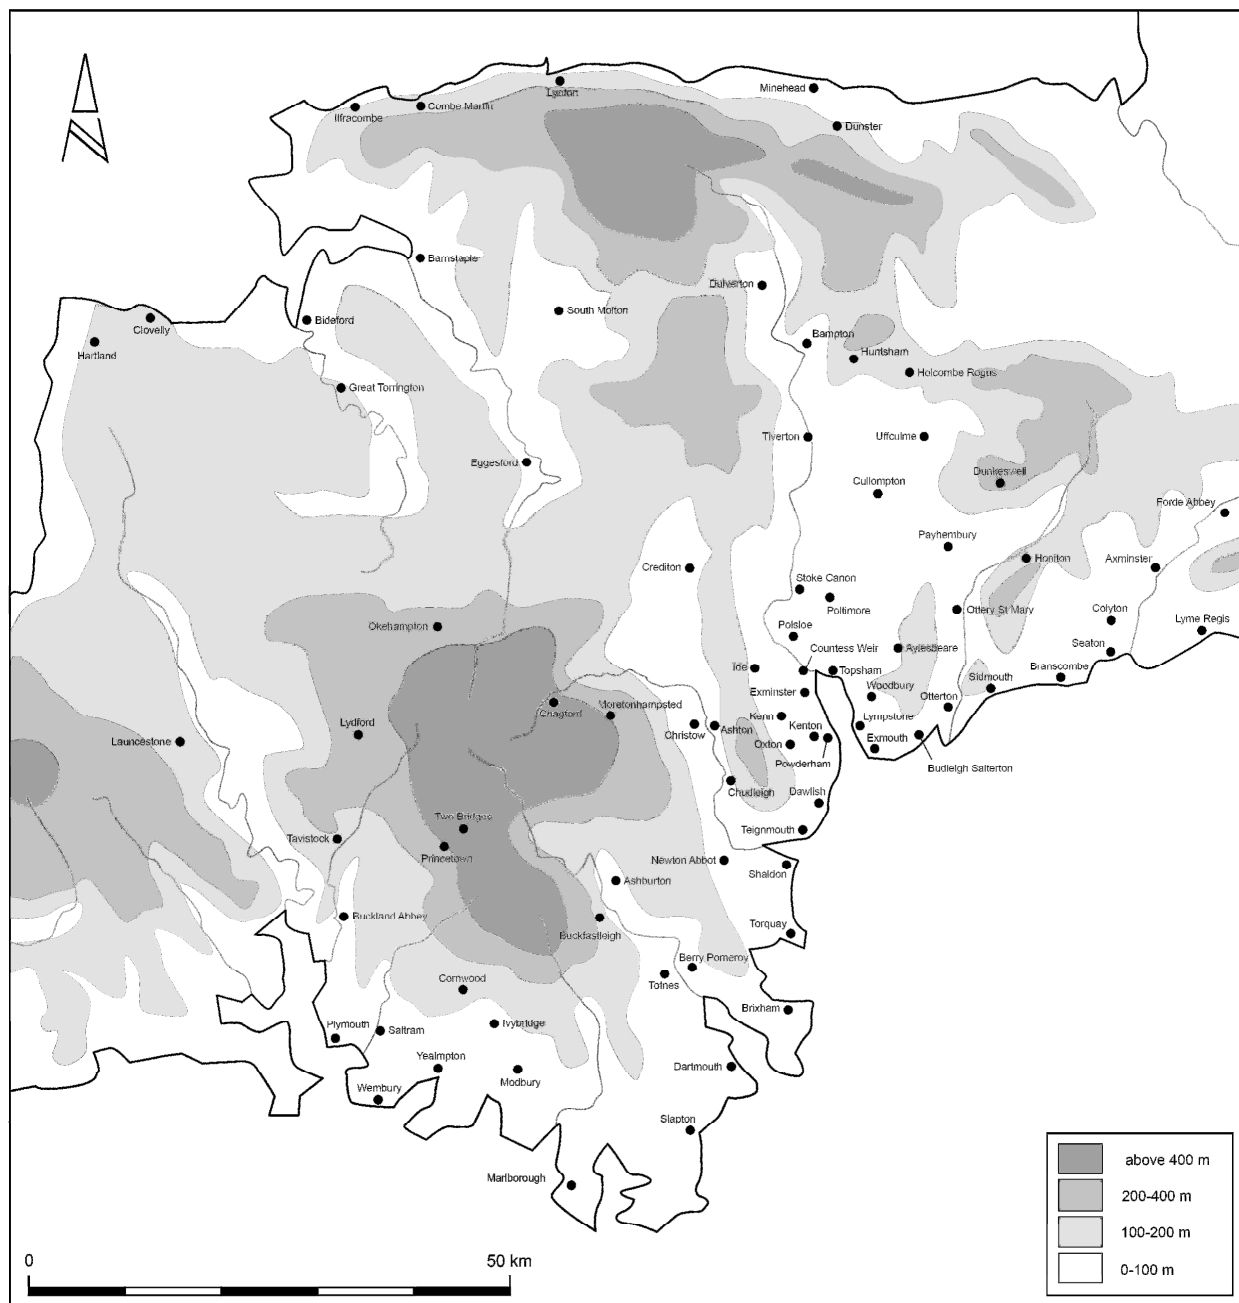 Minehead
Lynton
Combe Martin
Ilfracombe
Dunster
Barnstaple
Dulverton
South Molton
Bideford
Clovelly
Hartland
Bampton
Huntsham
Holcombe Rogus
Great Torrington
Tiverton
Uffculme
Eggesford
Dunkeswell
Cullompton
Forde Abbey
Payhembury
Honiton
Axminster
Crediton
Stoke Canon
Poltimore
Ottery St Mary
Colyton
Lyme Regis
Okehampton
Polsloe
Countess Weir
Aylesbeare
Seaton
Ide
Topsham
Branscombe
Exminster
Woodbury
Sidmouth
Otterton
Chagford
Moretonhampsted
Kenn
Lydford
Christow
Ashton
Kenton
Lympstone
Launcestone
Oxton
Exmouth
Powderham
Budleigh Salterton
Chudleigh
Dawlish
Two Bridges
Teignmouth
Tavistock
Princetown
Newton Abbot
Shaldon
Ashburton
Buckland Abbey
Torquay
Buckfastleigh
Berry Pomeroy
Cornwood
Totnes
Brixham
Plymouth
Saltram
Ivybridge
Yealmpton
Modbury
Dartmouth
Wembury
Slapton
Marlborough
above 400 m
200-400 m
100-200 m
0-100 m
0
50 km